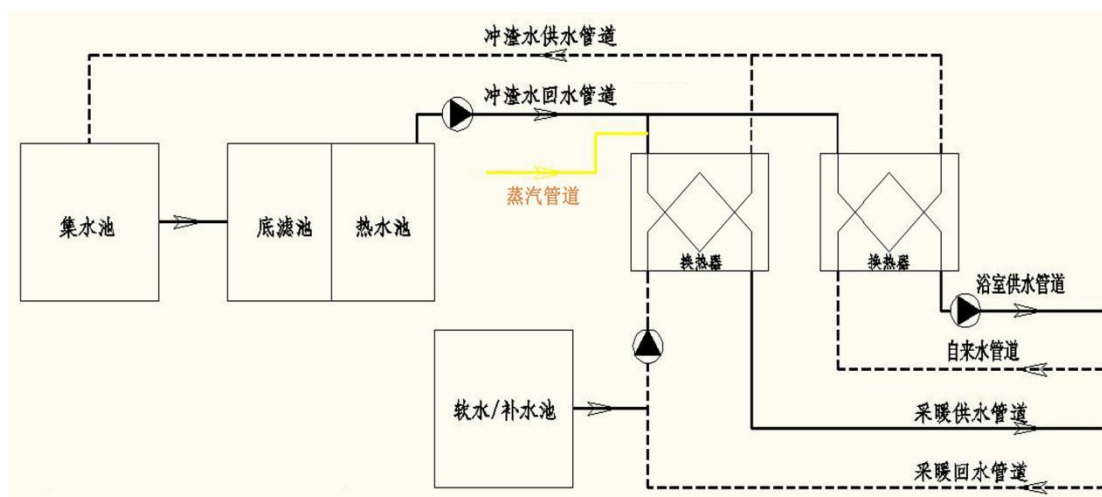 冲渣水供水管道
冲渣水回水管道
蒸汽管道
集水池
底滤池
热水池
换热器
换热器
浴室供水管道
自来水管道
软水/补水池
采暖供水管道
采暖回水管道